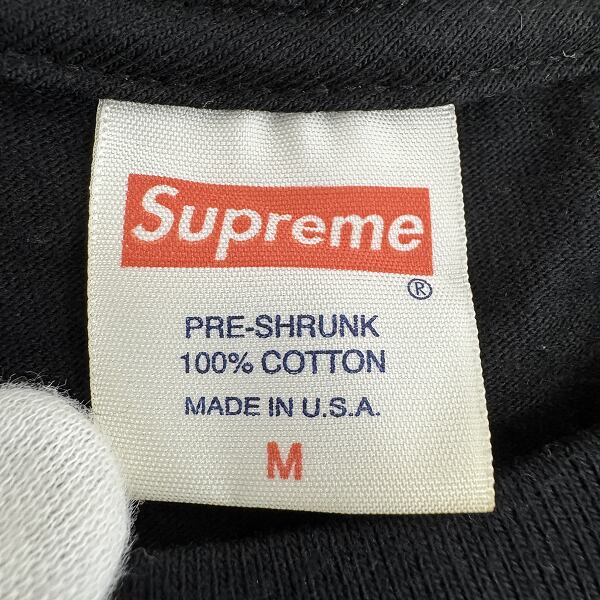 Supreme
®
PRE-SHRUNK
100% COTTON
MADE IN U.S.A.
M